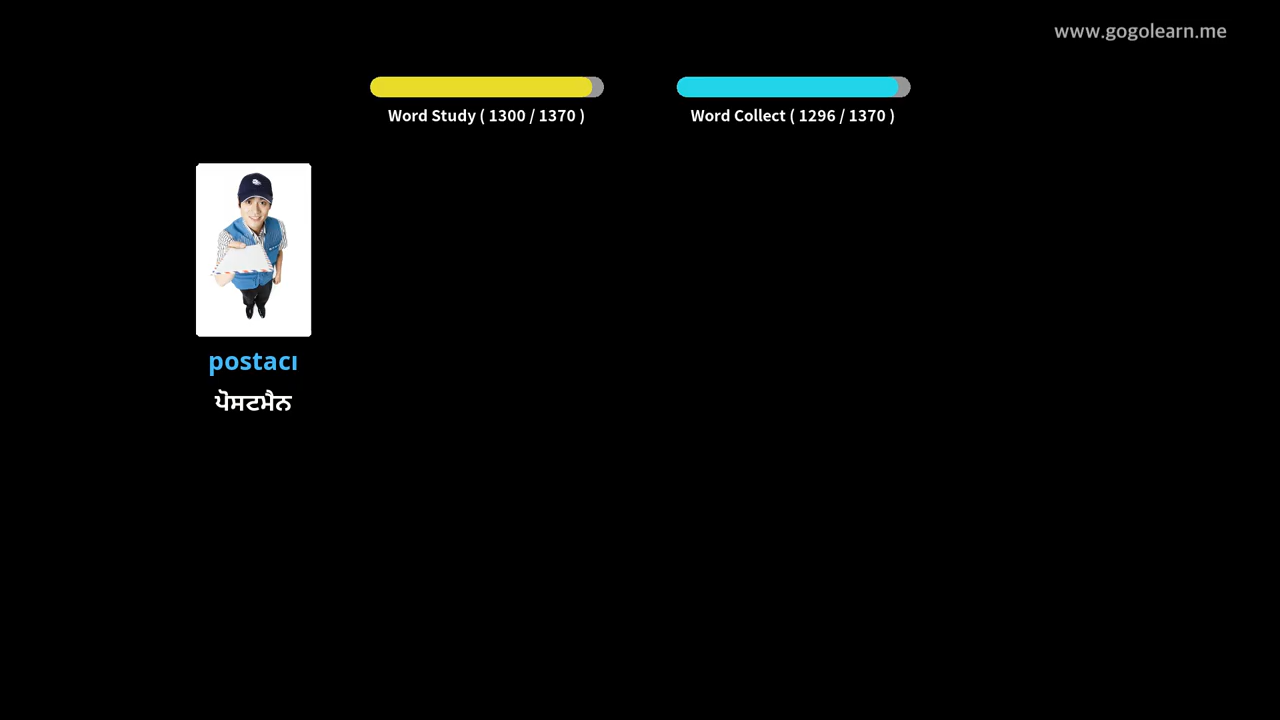 www.gogolearn.me
Word Study ( 1300 / 1370 )
Word Collect ( 1296 / 1370 )
postacı
ਪੋਸਟਮੈਨ